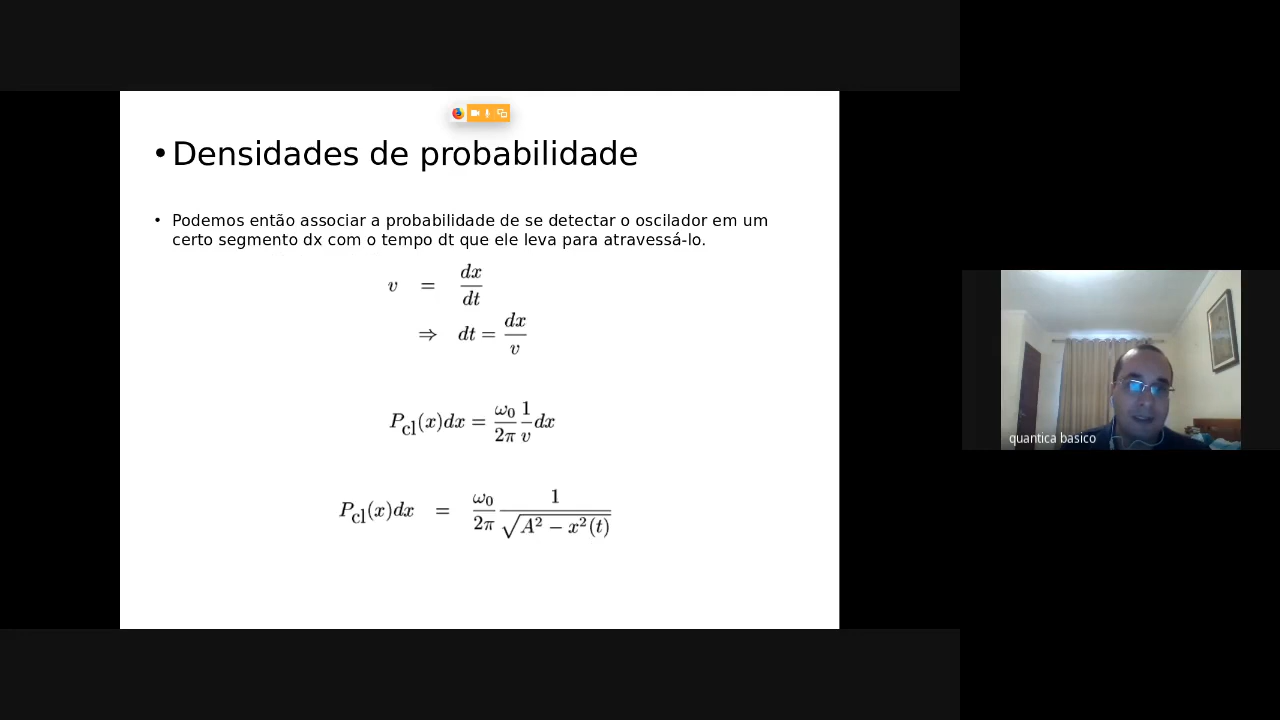 • Densidades de probabilidade
• Podemos então associar a probabilidade de se detectar o oscilador em um
certo segmento dx com o tempo dt que ele leva para atravessá-lo.
v = dx/dt
⇒ dt = dx/v
P_cl(x)dx = ω₀/2π 1/v dx
P_cl(x)dx = ω₀/2π 1/√(A² − x²(t))
quantica basico